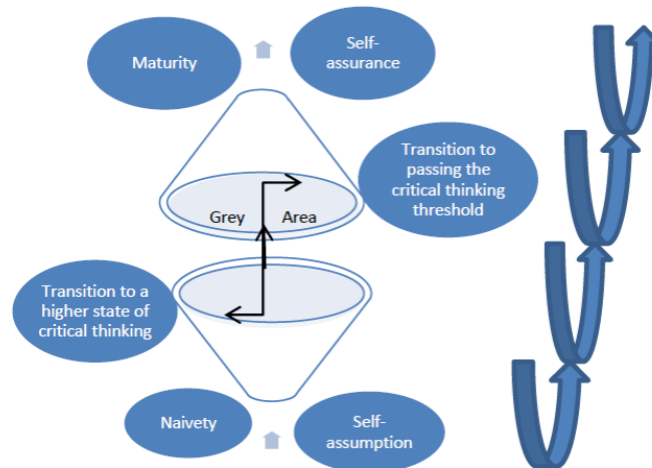 Maturity
Self-
assurance
Transition to
passing the
critical thinking
threshold
Grey Area
Transition to a
higher state of
critical thinking
Naivety
Self-
assumption